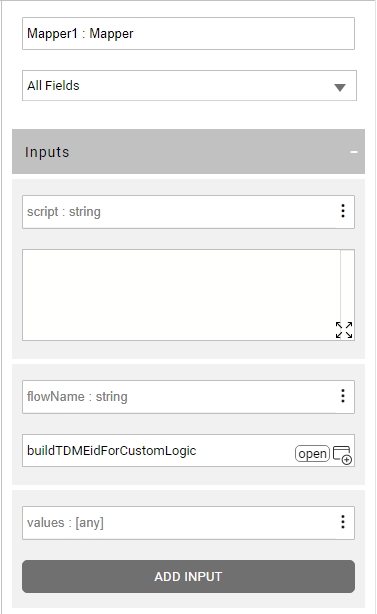 Mapper1 : Mapper
All Fields
Inputs
script : string
flowName : string
buildTDMEidForCustomLogic open
values : [any]
ADD INPUT